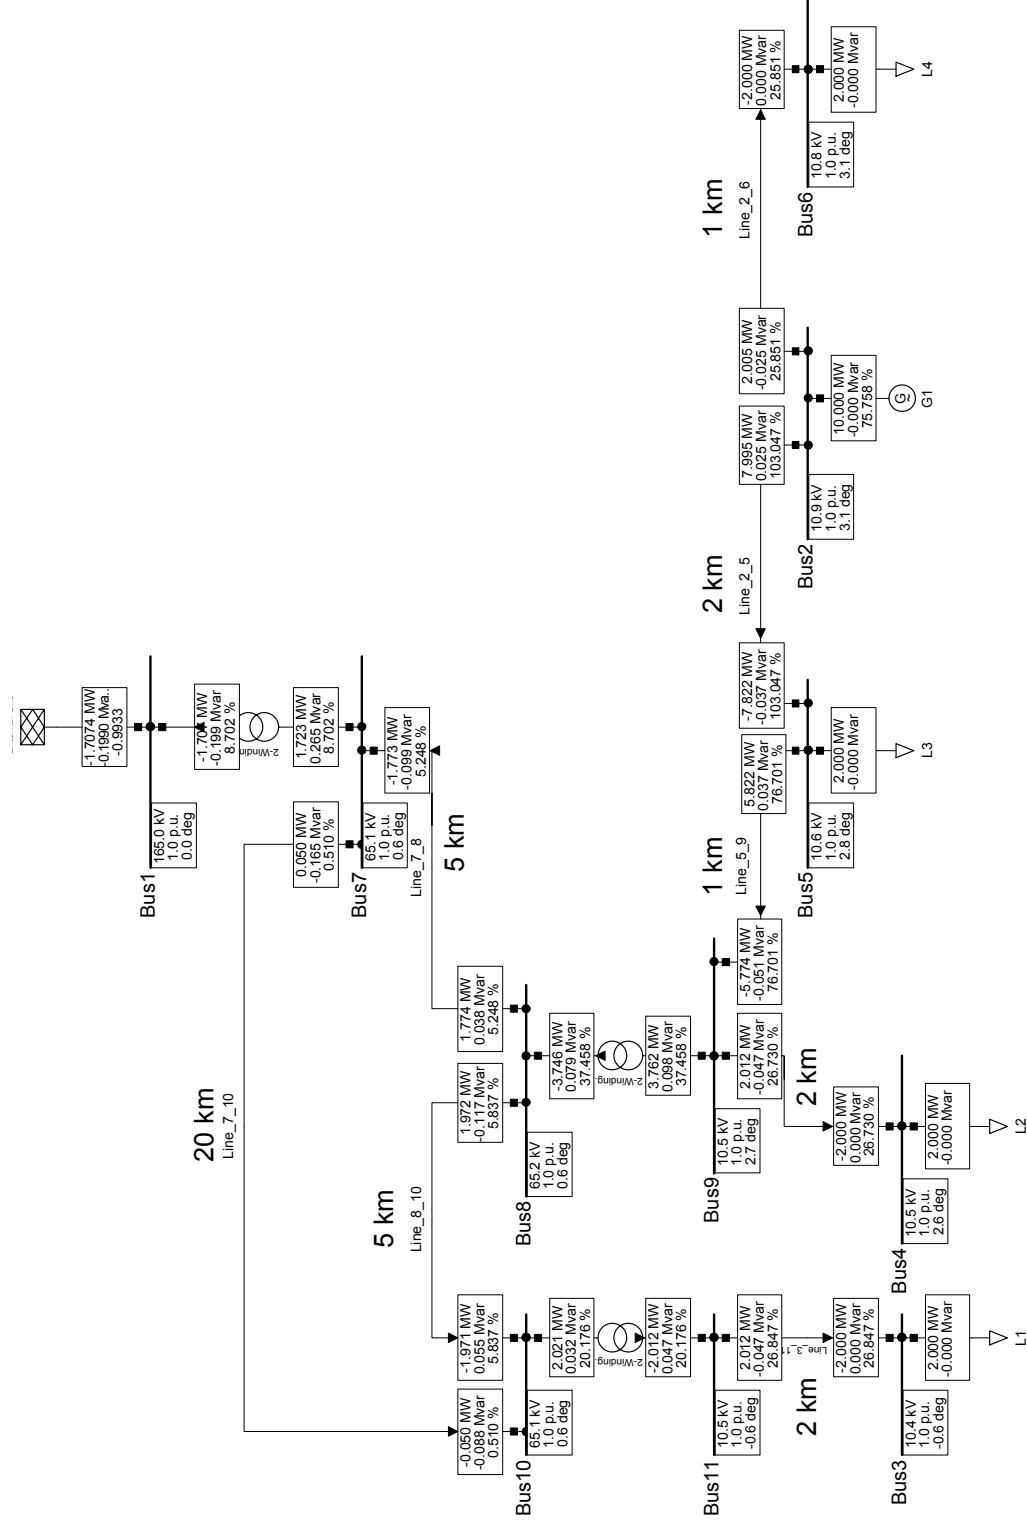 -1.7074 MW
-0.1990 Mva..
-0.9933
Bus1
165.0 kV
1.0 p.u.
0.0 deg
-0.199 Mvar
8.702 %
2-Windin
1.723 MW
0.265 Mvar
8.702 %
0.050 MW
-0.165 Mvar
0.510 %
Bus7
65.1 kV
1.0 p.u.
0.6 deg
-1.773 MW
-0.099 Mvar
5.248 %
Line_7_8
5 km
20 km
Line_7_10
5 km
Line_8_10
1.774 MW
0.038 Mvar
5.248 %
1.972 MW
-0.117 Mvar
5.837 %
Bus8
65.2 kV
1.0 p.u.
0.6 deg
-3.746 MW
0.079 Mvar
37.458 %
2-Winding-
3.762 MW
0.098 Mvar
37.458 %
Bus9
10.5 kV
1.0 p.u.
2.7 deg
-5.774 MW
-0.051 Mvar
76.701 %
2.012 MW
-0.047 Mvar
26.730 %
2 km
-2.000 MW
0.000 Mvar
26.730 %
Bus4
10.5 kV
1.0 p.u.
2.6 deg
2.000 MW
-0.000 Mvar
L2
-1.971 MW
0.055 Mvar
5.837 %
-0.050 MW
-0.088 Mvar
0.510 %
Bus10
65.1 kV
1.0 p.u.
0.6 deg
2.021 MW
0.032 Mvar
20.176 %
2-Winding-
-2.012 MW
0.047 Mvar
20.176 %
Bus11
10.5 kV
1.0 p.u.
-0.6 deg
2.012 MW
-0.047 Mvar
26.847 %
Line_3_11
2 km
-2.000 MW
0.000 Mvar
26.847 %
Bus3
10.4 kV
1.0 p.u.
-0.6 deg
2.000 MW
-0.000 Mvar
L1
1 km
Line_5_9
5.822 MW
0.037 Mvar
76.701 %
-7.822 MW
-0.037 Mvar
103.047 %
Bus5
10.6 kV
1.0 p.u.
2.8 deg
2.000 MW
-0.000 Mvar
L3
2 km
Line_2_5
7.995 MW
0.025 Mvar
103.047 %
2.005 MW
-0.025 Mvar
25.851 %
Bus2
10.9 kV
1.0 p.u.
3.1 deg
10.000 MW
-0.000 Mvar
75.758 %
G~
G1
1 km
Line_2_6
-2.000 MW
0.000 Mvar
25.851 %
Bus6
10.8 kV
1.0 p.u.
3.1 deg
2.000 MW
-0.000 Mvar
L4